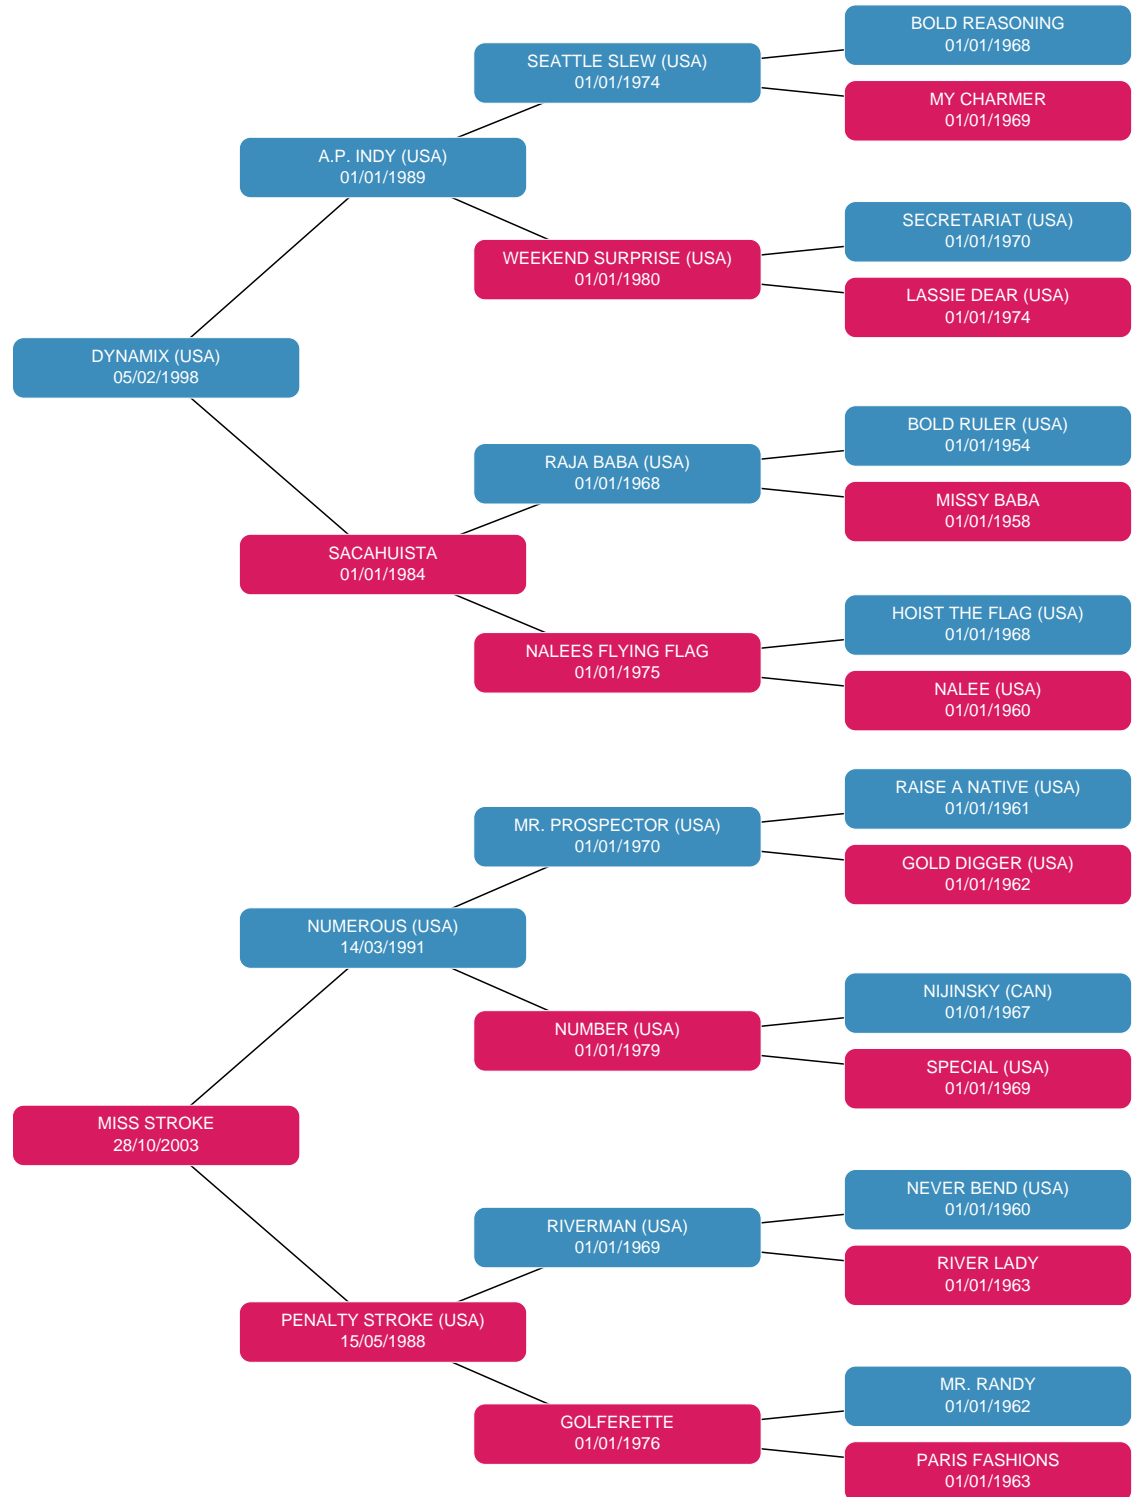 BOLD REASONING
01/01/1968
SEATTLE SLEW (USA)
01/01/1974
MY CHARMER
01/01/1969
A.P. INDY (USA)
01/01/1989
SECRETARIAT (USA)
01/01/1970
WEEKEND SURPRISE (USA)
01/01/1980
LASSIE DEAR (USA)
01/01/1974
DYNAMIX (USA)
05/02/1998
BOLD RULER (USA)
01/01/1954
RAJA BABA (USA)
01/01/1968
MISSY BABA
01/01/1958
SACAHUISTA
01/01/1984
HOIST THE FLAG (USA)
01/01/1968
NALEES FLYING FLAG
01/01/1975
NALEE (USA)
01/01/1960
RAISE A NATIVE (USA)
01/01/1961
MR. PROSPECTOR (USA)
01/01/1970
GOLD DIGGER (USA)
01/01/1962
NUMEROUS (USA)
14/03/1991
NIJINSKY (CAN)
01/01/1967
NUMBER (USA)
01/01/1979
SPECIAL (USA)
01/01/1969
MISS STROKE
28/10/2003
NEVER BEND (USA)
01/01/1960
RIVERMAN (USA)
01/01/1969
RIVER LADY
01/01/1963
PENALTY STROKE (USA)
15/05/1988
MR. RANDY
01/01/1962
GOLFERETTE
01/01/1976
PARIS FASHIONS
01/01/1963